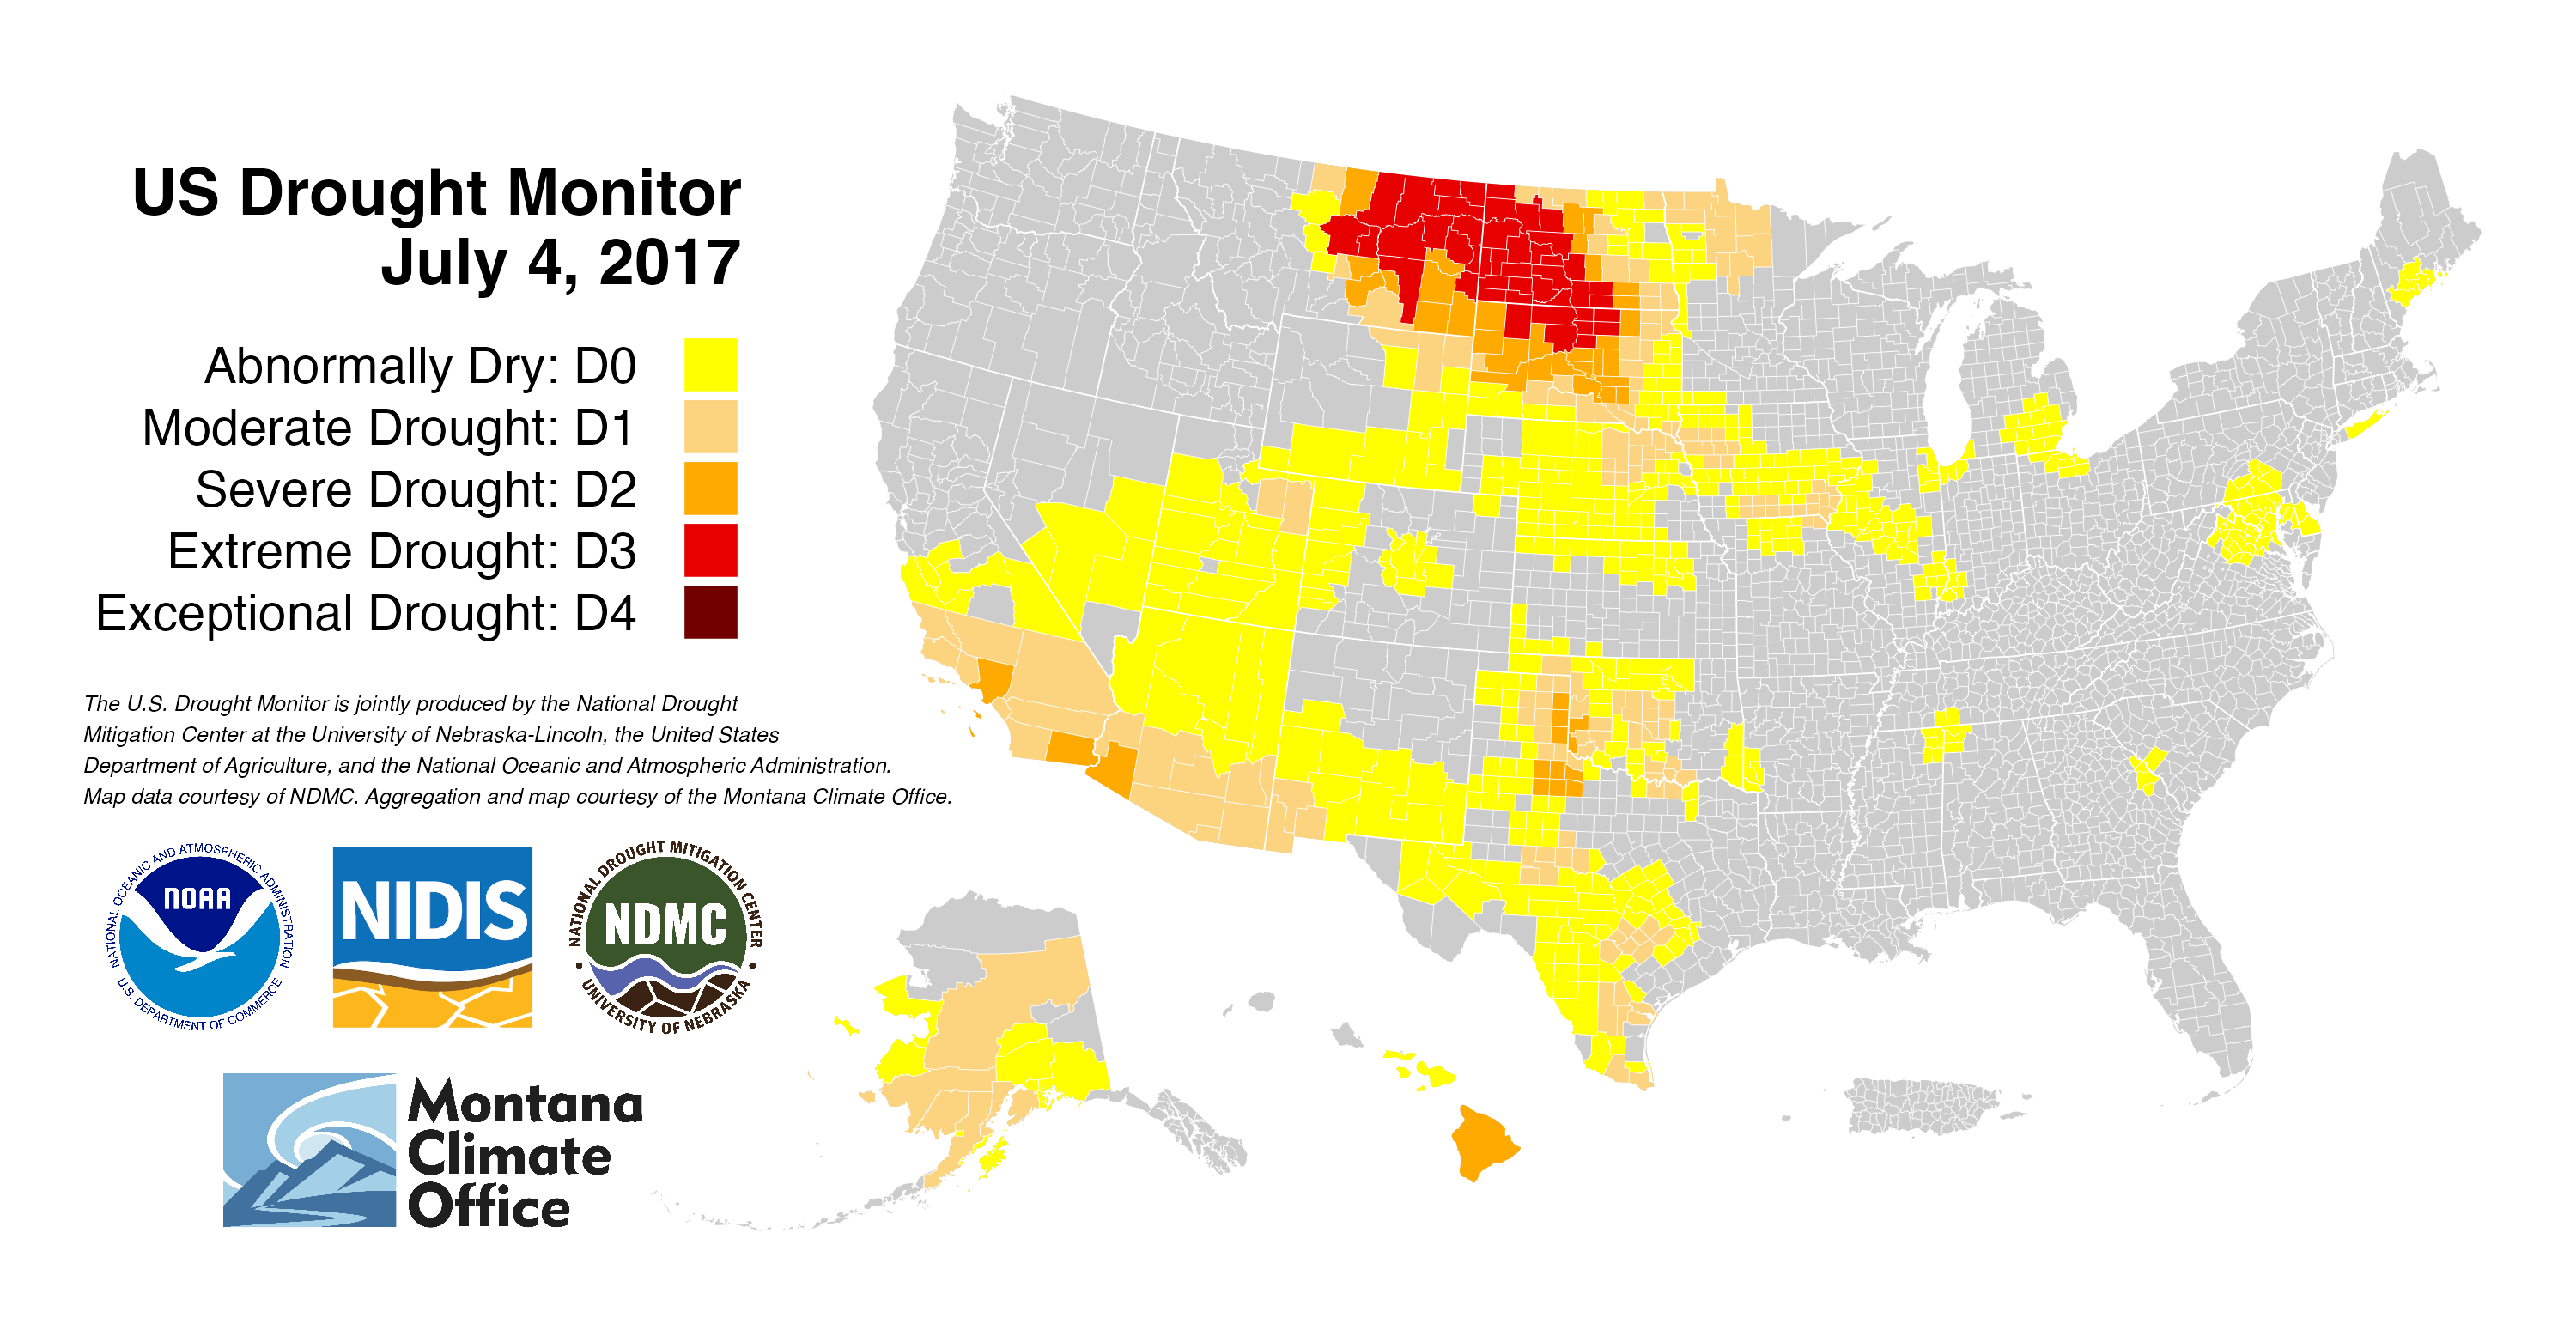 US Drought Monitor
July 4, 2017
Abnormally Dry: D0
Moderate Drought: D1
Severe Drought: D2
Extreme Drought: D3
Exceptional Drought: D4
The U.S. Drought Monitor is jointly produced by the National Drought
Mitigation Center at the University of Nebraska-Lincoln, the United States
Department of Agriculture, and the National Oceanic and Atmospheric Administration.
Map data courtesy of NDMC. Aggregation and map courtesy of the Montana Climate Office.
NATIONAL OCEANIC AND ATMOSPHERIC ADMINISTRATION
NOAA
U.S. DEPARTMENT OF COMMERCE
NIDIS
NATIONAL DROUGHT MITIGATION CENTER
NDMC
UNIVERSITY OF NEBRASKA
Montana
Climate
Office